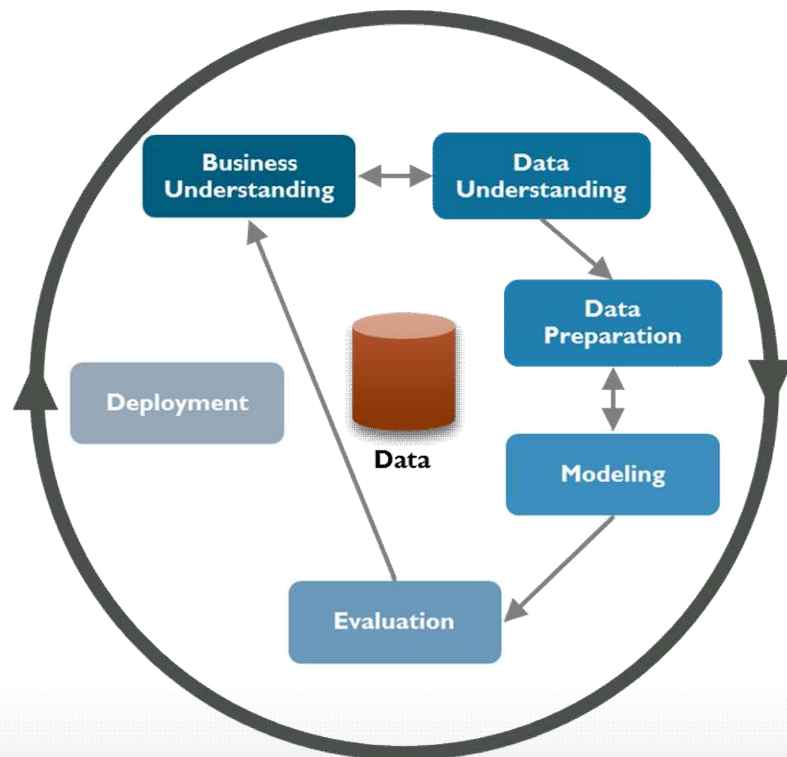 Business
Understanding
Data
Understanding
Data
Preparation
Deployment
Data
Modeling
Evaluation